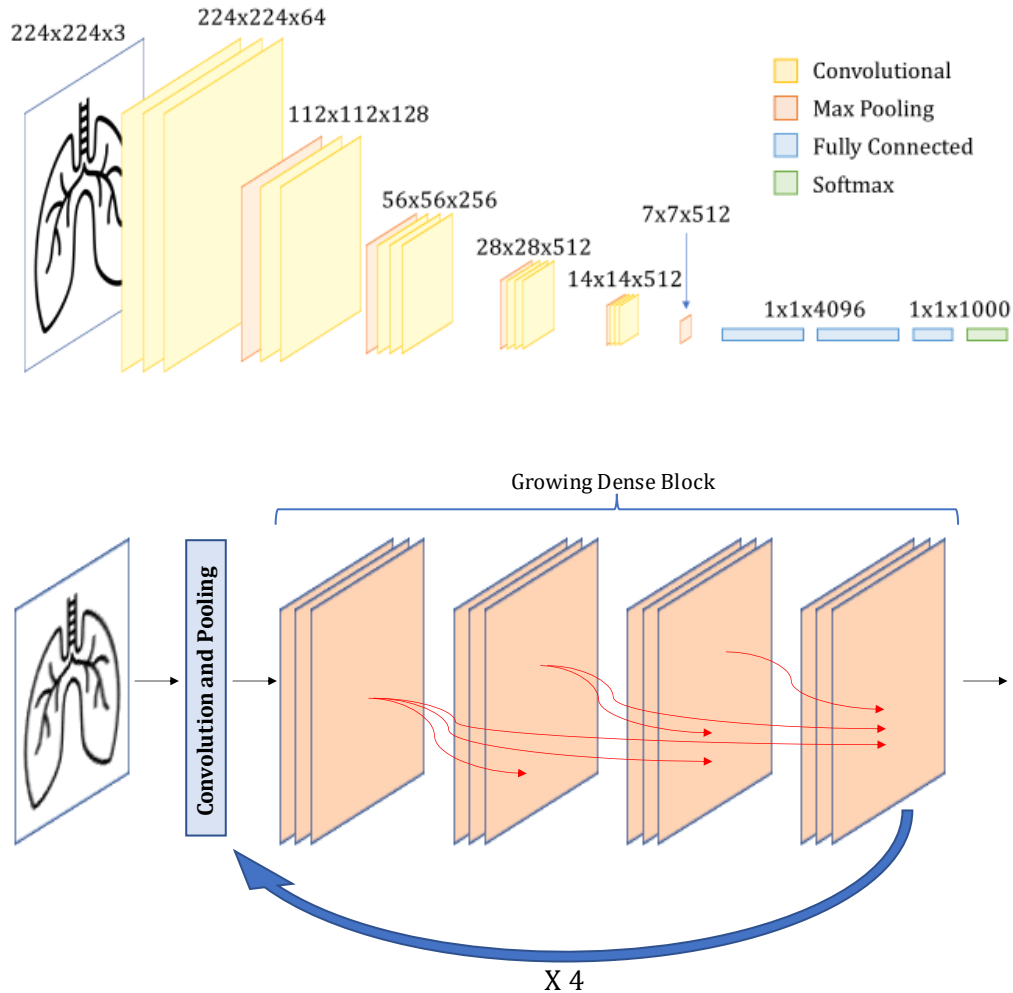 224x224x3
224x224x64
112x112x128
56x56x256
28x28x512
14x14x512
7x7x512
1x1x4096
1x1x1000
Convolutional
Max Pooling
Fully Connected
Softmax
Growing Dense Block
Convolution and Pooling
X 4